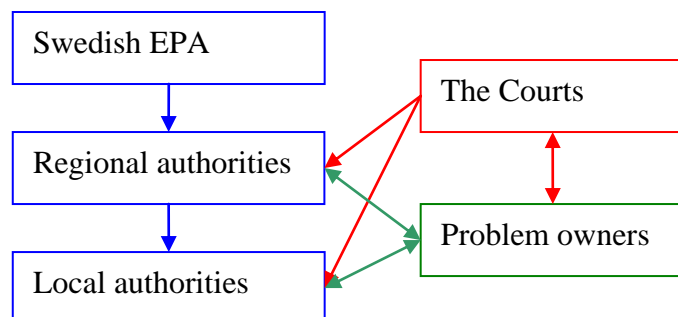 Swedish EPA
The Courts
Regional authorities
Problem owners
Local authorities